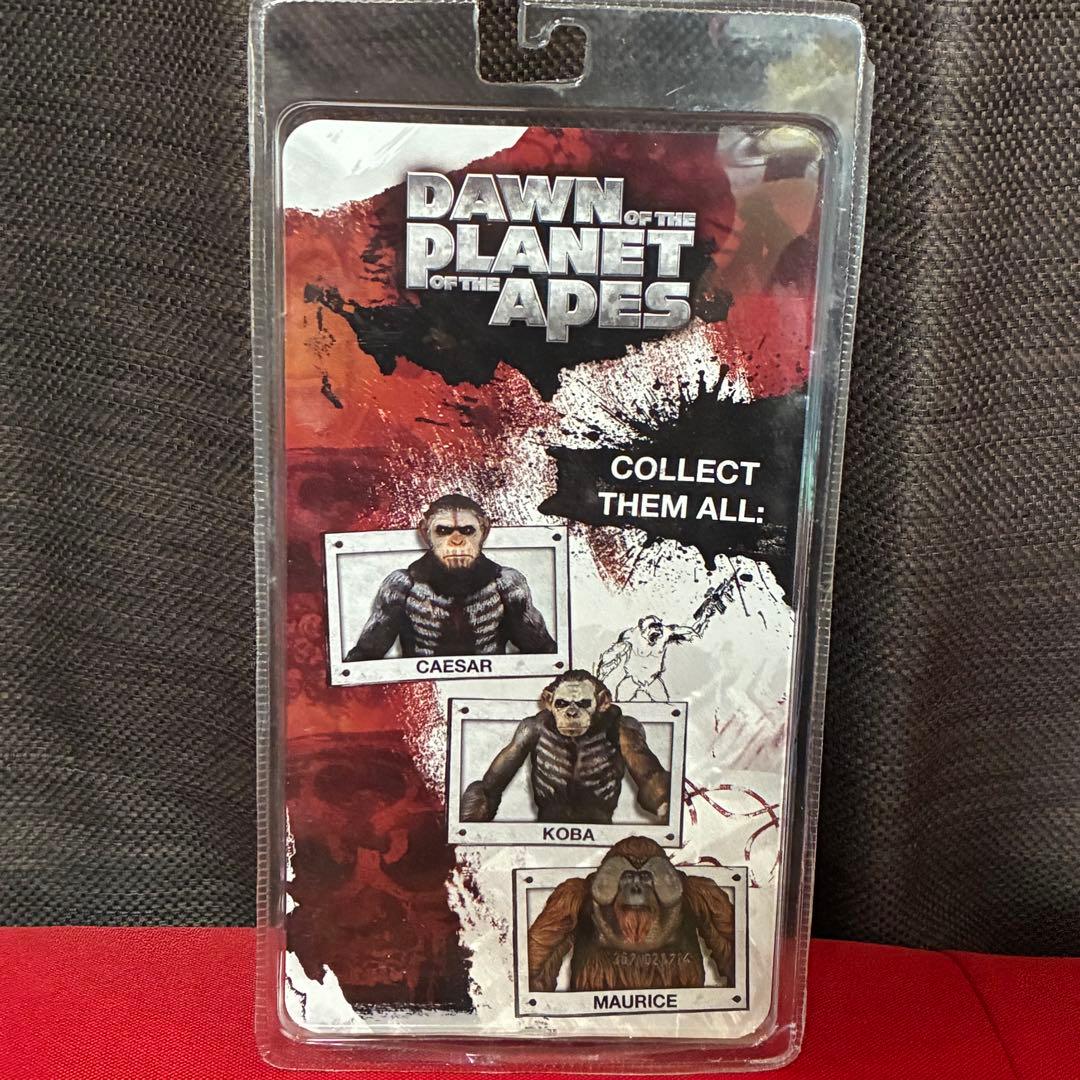 DAWN OF THE
PLANET
OF THE APES
COLLECT
THEM ALL:
CAESAR
KOBA
MAURICE